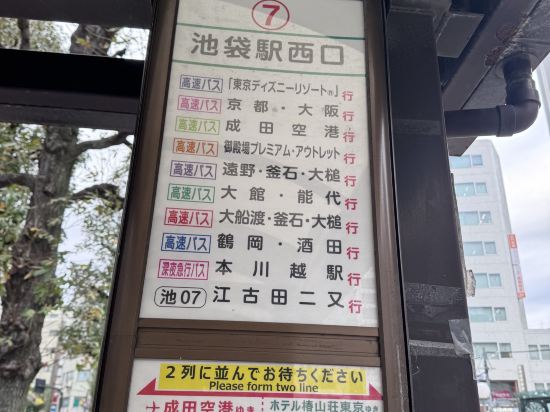 7
池袋駅西口
高速バス 「東京ディズニーリゾート®」行
高速バス 京都・大阪 行
高速バス 成田空港 行
高速バス 御殿場プレミアム・アウトレット 行
高速バス 遠野・釜石・大槌 行
高速バス 大館・能代 行
高速バス 大船渡・釜石・大槌 行
高速バス 鶴岡・酒田 行
深夜急行バス 本川越駅 行
池07 江古田二又 行
2列に並んでお待ちください
Please form two line
成田空港ゆき ホテル椿山荘東京ゆき